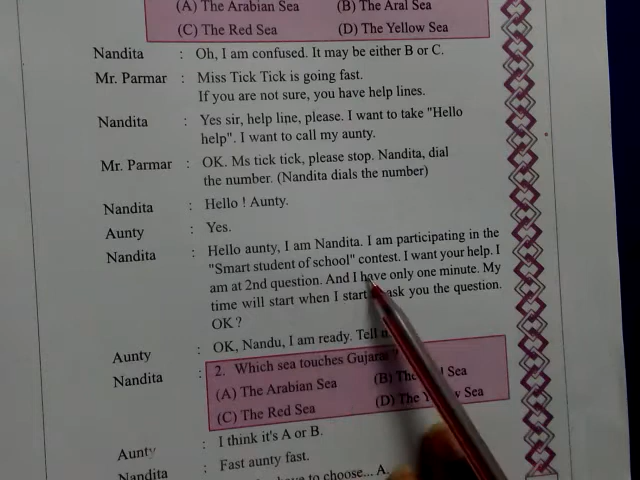 (A) The Arabian Sea (B) The Aral Sea
(C) The Red Sea (D) The Yellow Sea
Nandita : Oh, I am confused. It may be either B or C.
Mr. Parmar : Miss Tick Tick is going fast.
If you are not sure, you have help lines.
Nandita : Yes sir, help line, please. I want to take "Hello
help". I want to call my aunty.
Mr. Parmar : OK. Ms tick tick, please stop. Nandita, dial
the number. (Nandita dials the number)
Nandita : Hello ! Aunty.
Aunty : Yes.
Nandita : Hello aunty, I am Nandita. I am participating in the
"Smart student of school" contest. I want your help. I
am at 2nd question. And I have only one minute. My
time will start when I start ask you the question.
OK ?
Aunty : OK, Nandu, I am ready. Tell
Nandita : 2. Which sea touches Gujarat ?
(A) The Arabian Sea (B) The Sea
(C) The Red Sea (D) The Sea
Aunty : I think it's A or B.
Nandita : Fast aunty fast.
to choose... A.